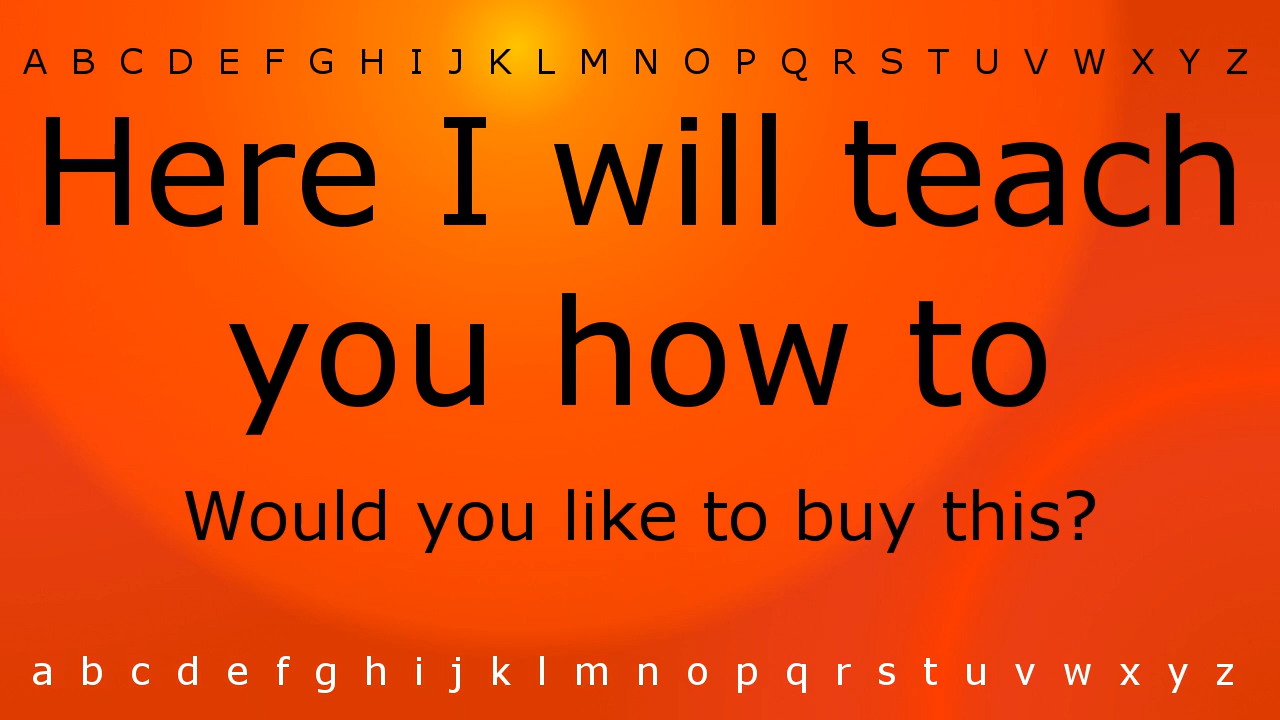 A B C D E F G H I J K L M N O P Q R S T U V W X Y Z
Here I will teach
you how to
Would you like to buy this?
a b c d e f g h i j k l m n o p q r s t u v w x y z